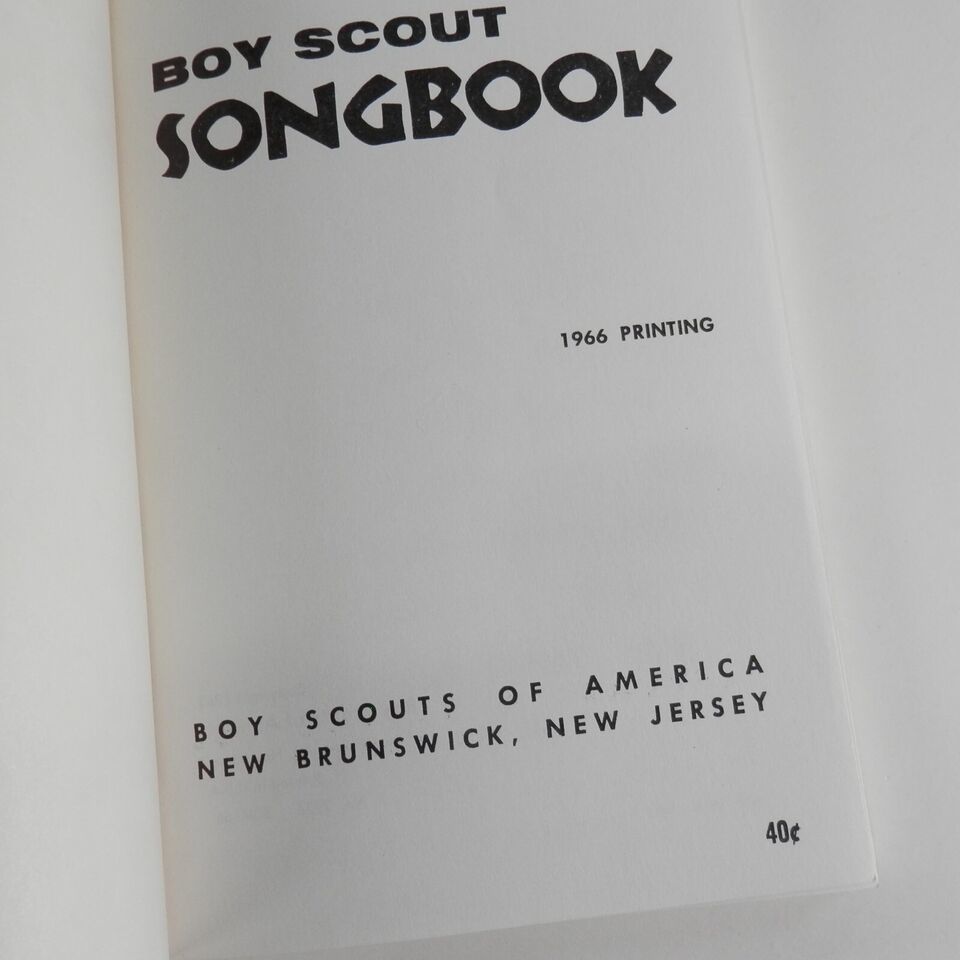 BOY SCOUT
SONGBOOK
1966 PRINTING
BOY SCOUTS OF AMERICA
NEW BRUNSWICK, NEW JERSEY
40¢